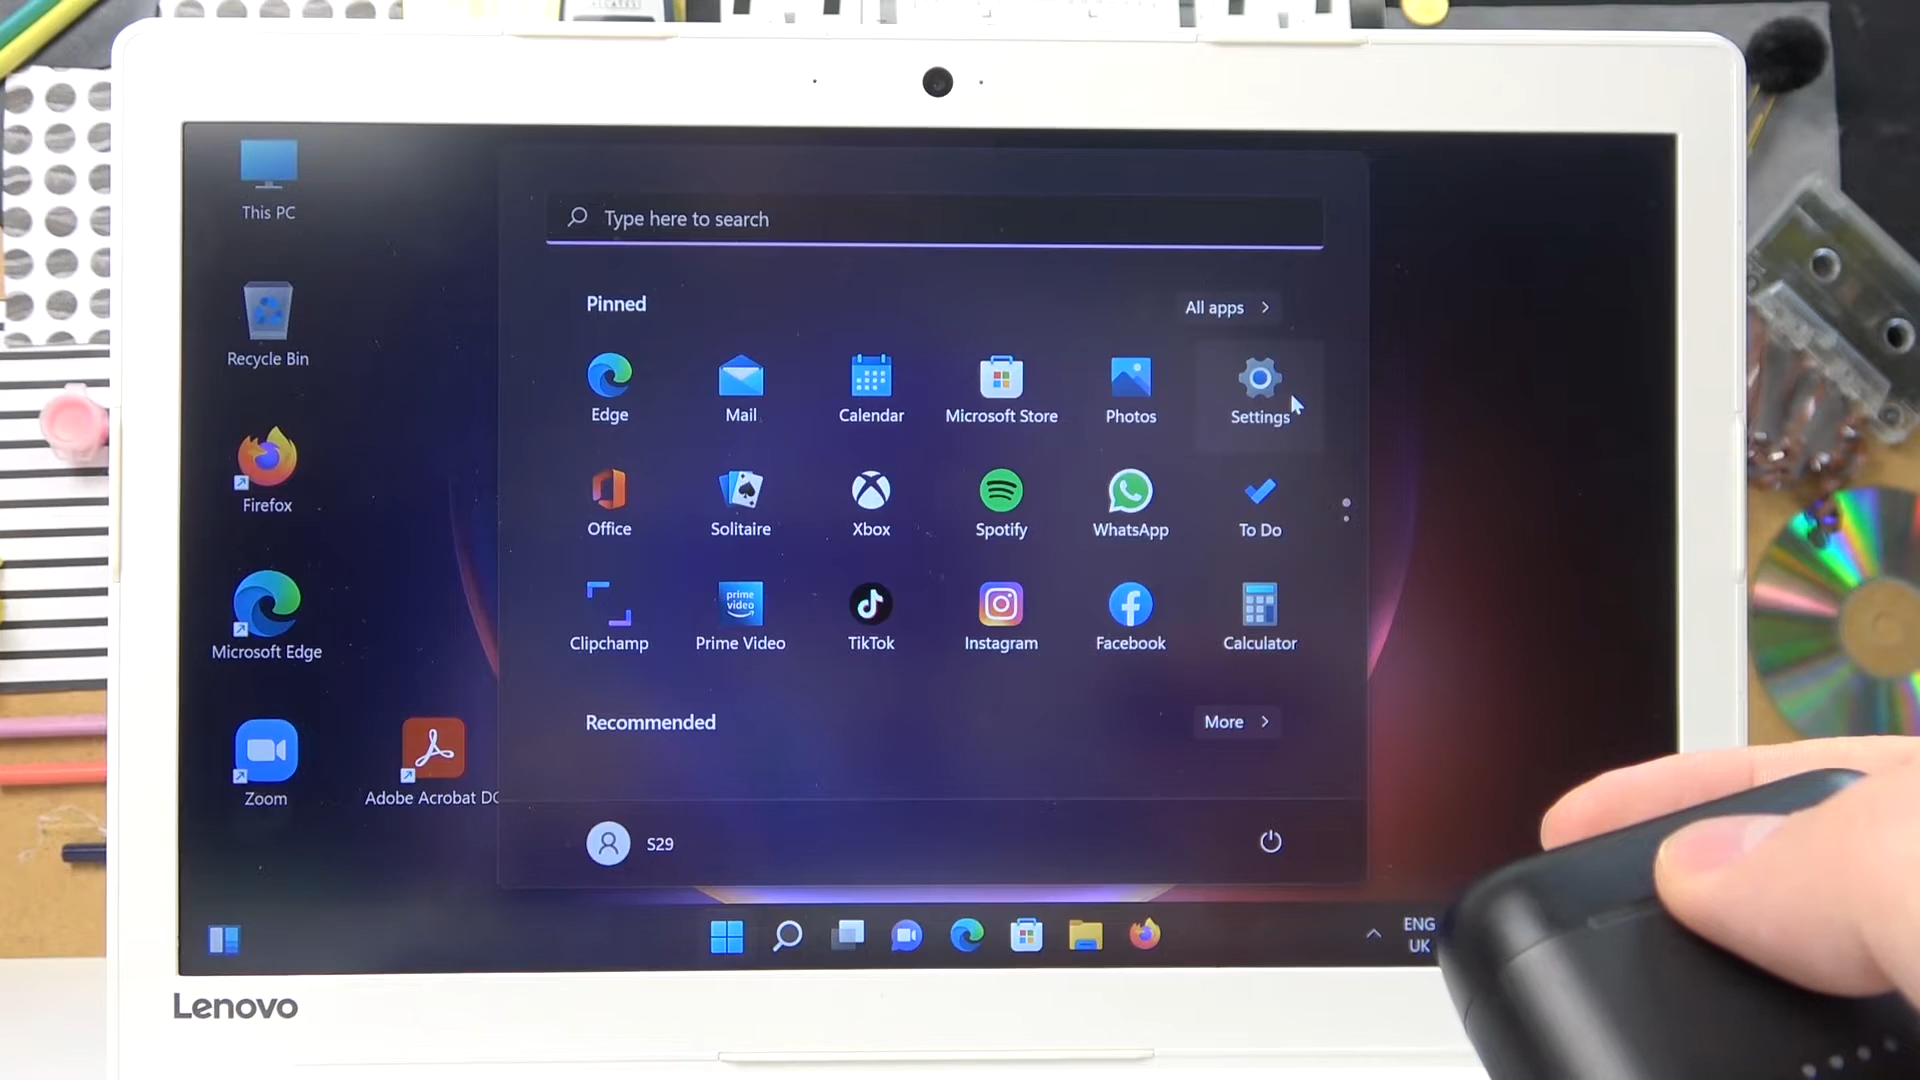 This PC
Recycle Bin
Firefox
Microsoft Edge
Zoom
Adobe Acrobat DC
Type here to search
Pinned
All apps
Edge
Mail
Calendar
Microsoft Store
Photos
Settings
Office
Solitaire
Xbox
Spotify
WhatsApp
To Do
Clipchamp
prime
video
Prime Video
TikTok
Instagram
Facebook
Calculator
Recommended
More
S29
ENG
UK
Lenovo